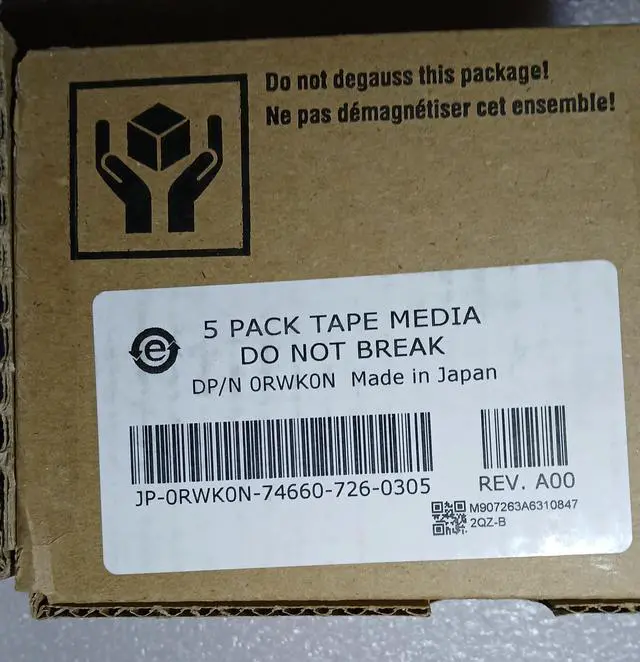 Do not degauss this package!
Ne pas démagnétiser cet ensemble!
e
5 PACK TAPE MEDIA
DO NOT BREAK
DP/N 0RWK0N Made in Japan
JP-0RWK0N-74660-726-0305
REV. A00
M907263A6310847
2QZ-B